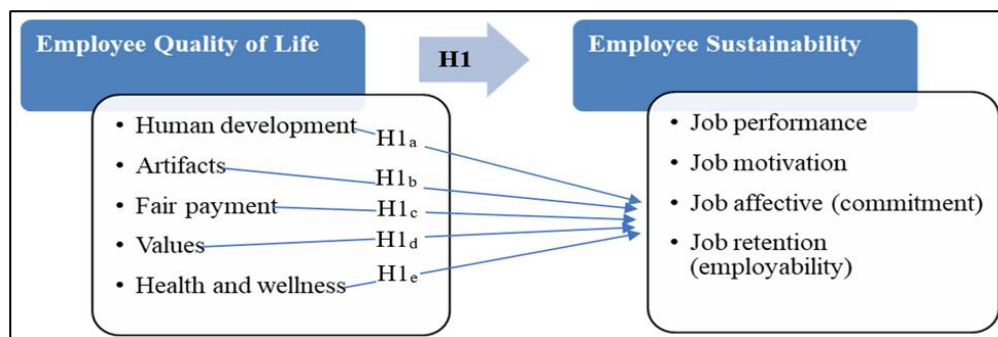 Employee Quality of Life
H1
Employee Sustainability
• Human development
• Artifacts
• Fair payment
• Values
• Health and wellness
H1a
H1b
H1c
H1d
H1e
• Job performance
• Job motivation
• Job affective (commitment)
• Job retention
(employability)